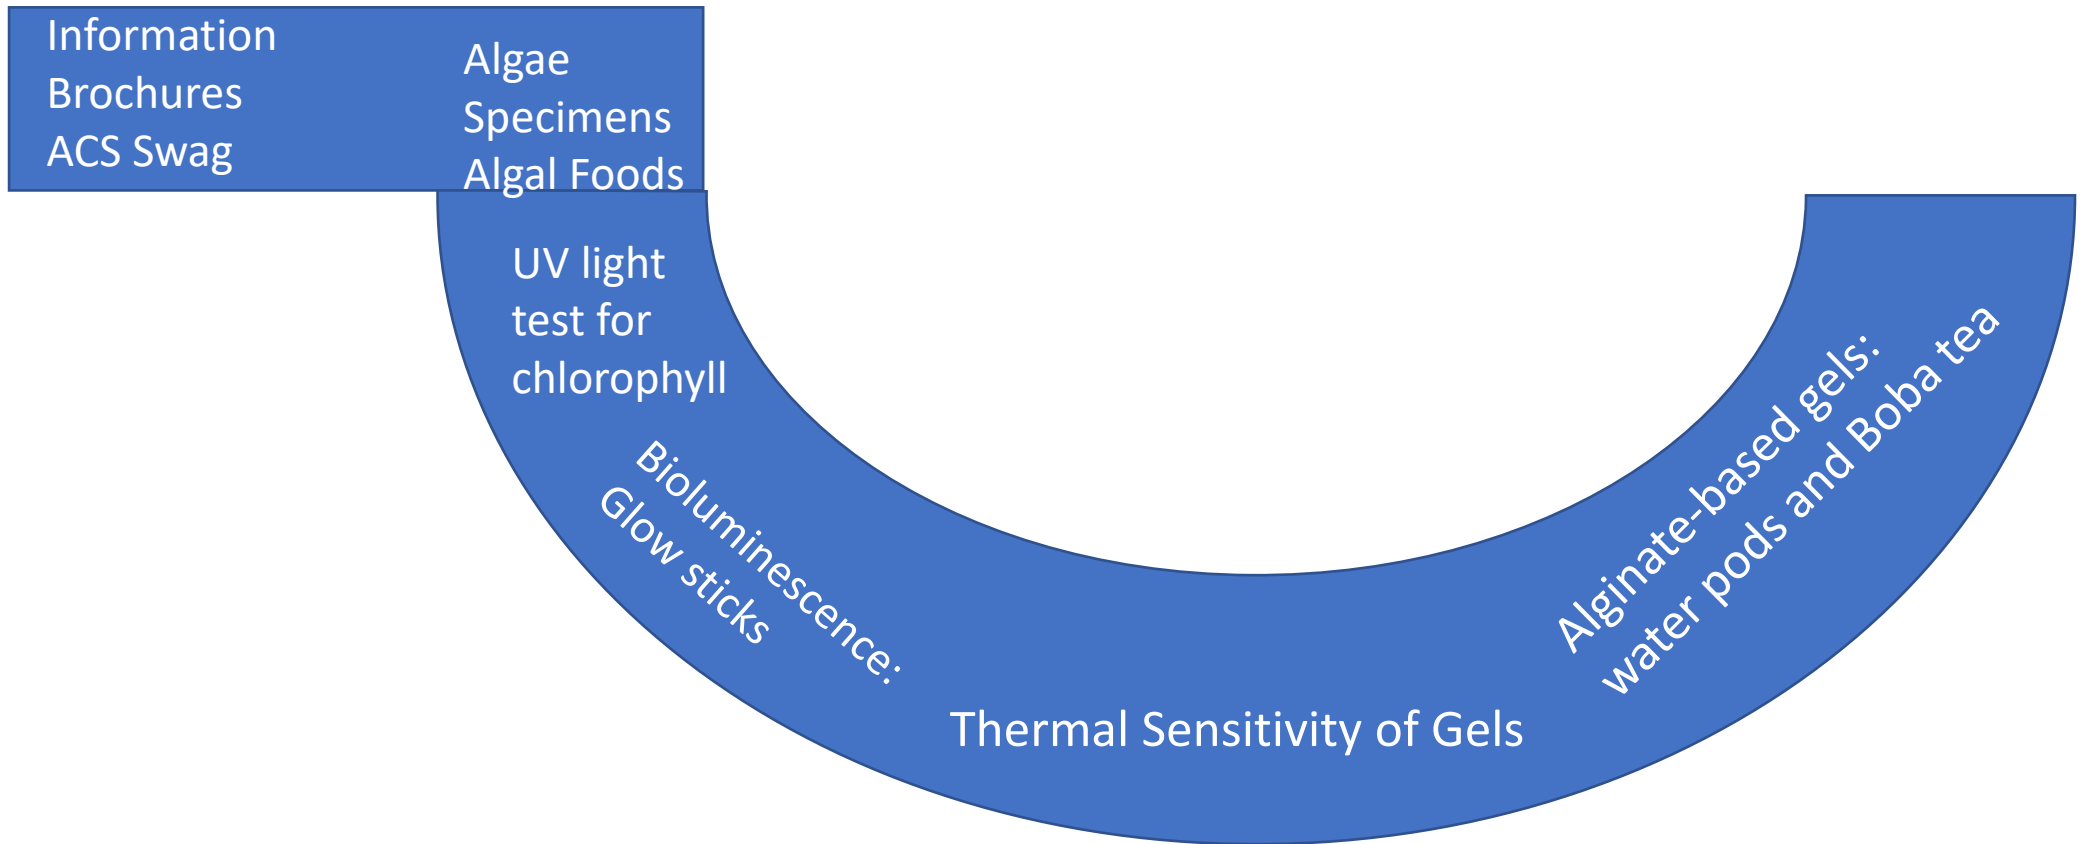 Information
Brochures
ACS Swag
Algae
Specimens
Algal Foods
UV light
test for
chlorophyll
Bioluminescence:
Glow sticks
Thermal Sensitivity of Gels
Alginate-based gels:
water pods and Boba tea